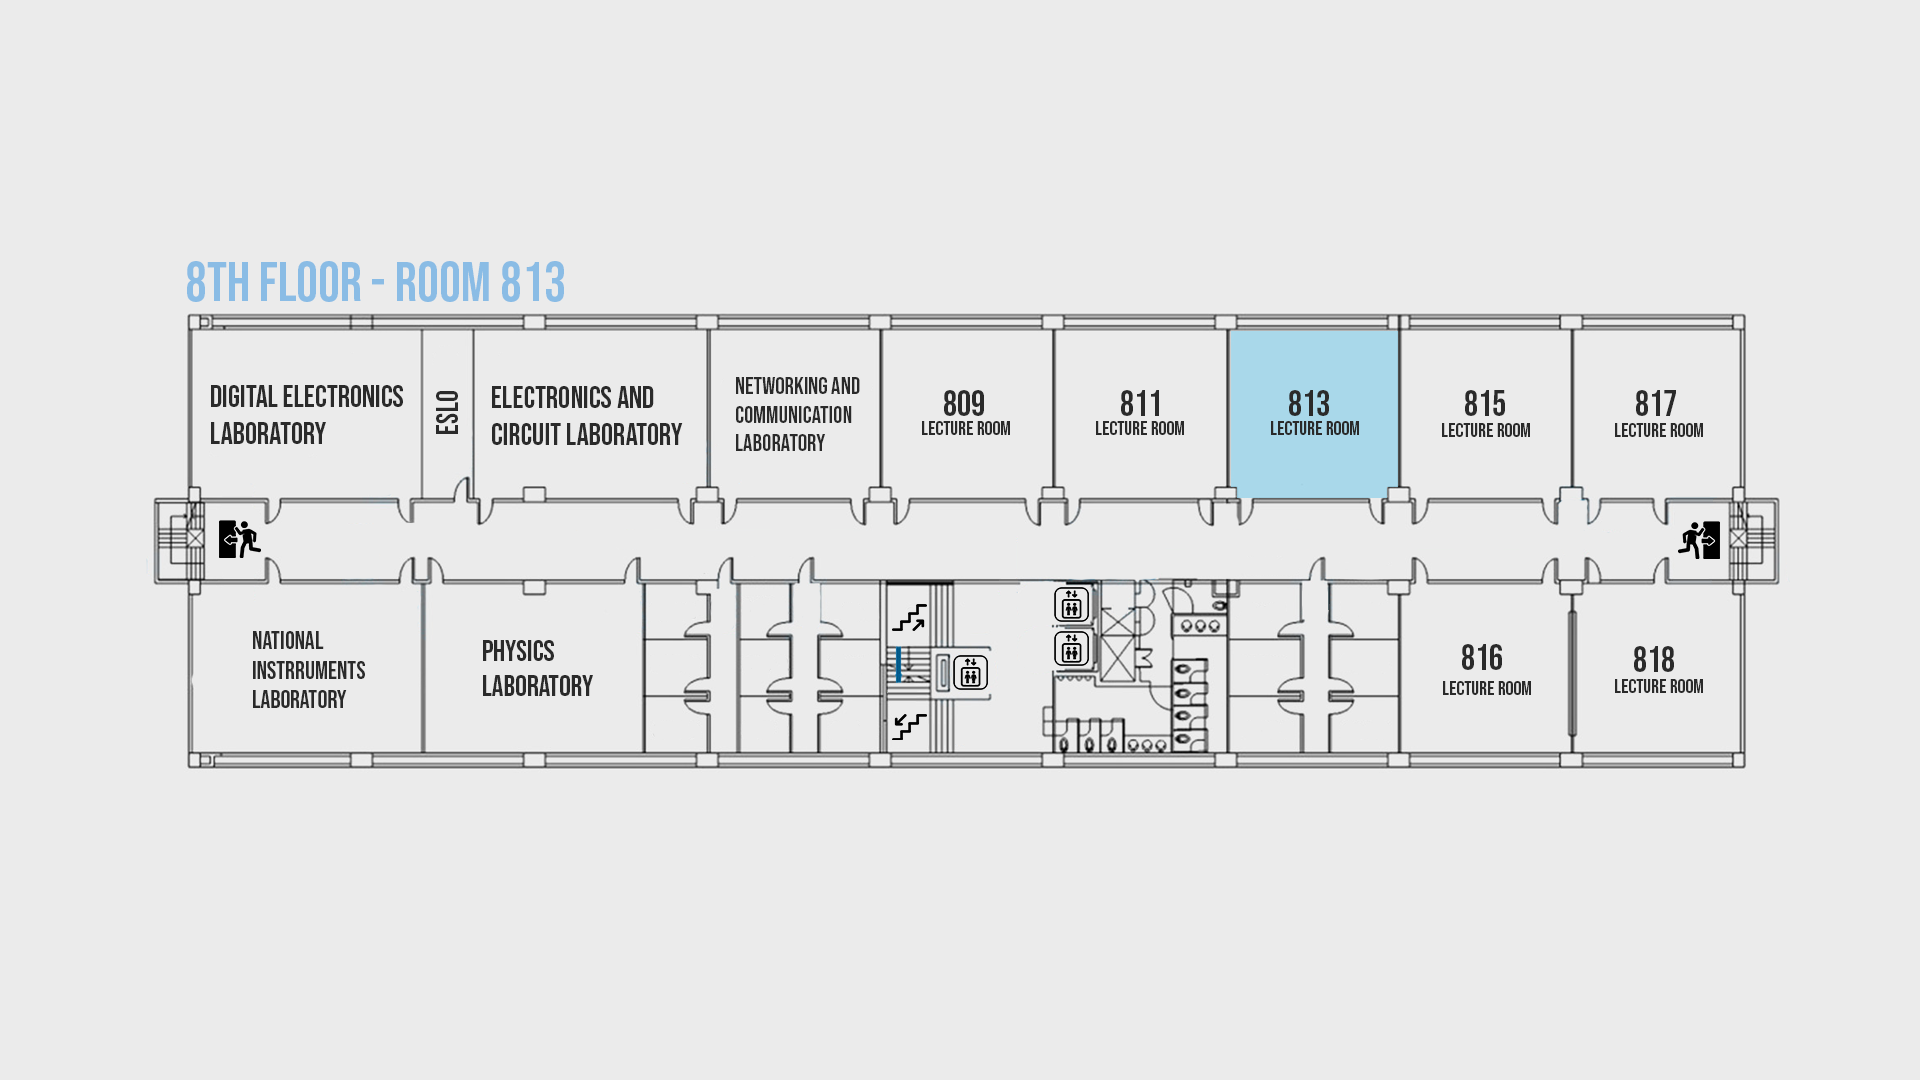 8TH FLOOR - ROOM 813
DIGITAL ELECTRONICS
LABORATORY
ESLO
ELECTRONICS AND
CIRCUIT LABORATORY
NETWORKING AND
COMMUNICATION
LABORATORY
809
LECTURE ROOM
811
LECTURE ROOM
813
LECTURE ROOM
815
LECTURE ROOM
817
LECTURE ROOM
NATIONAL
INSTRRUMENTS
LABORATORY
PHYSICS
LABORATORY
816
LECTURE ROOM
818
LECTURE ROOM